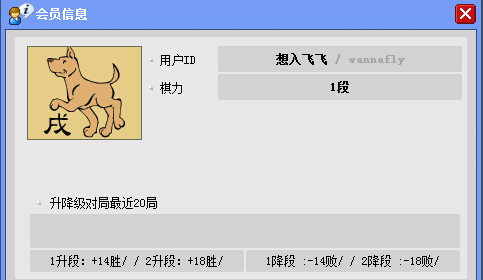 会员信息
用户ID
想入飞飞 / wannafly
棋力
1段
戌
升降级对局最近20局
1升段: +14胜/ / 2升段: +18胜/
1降段 :-14败/ / 2降段 :-18败/